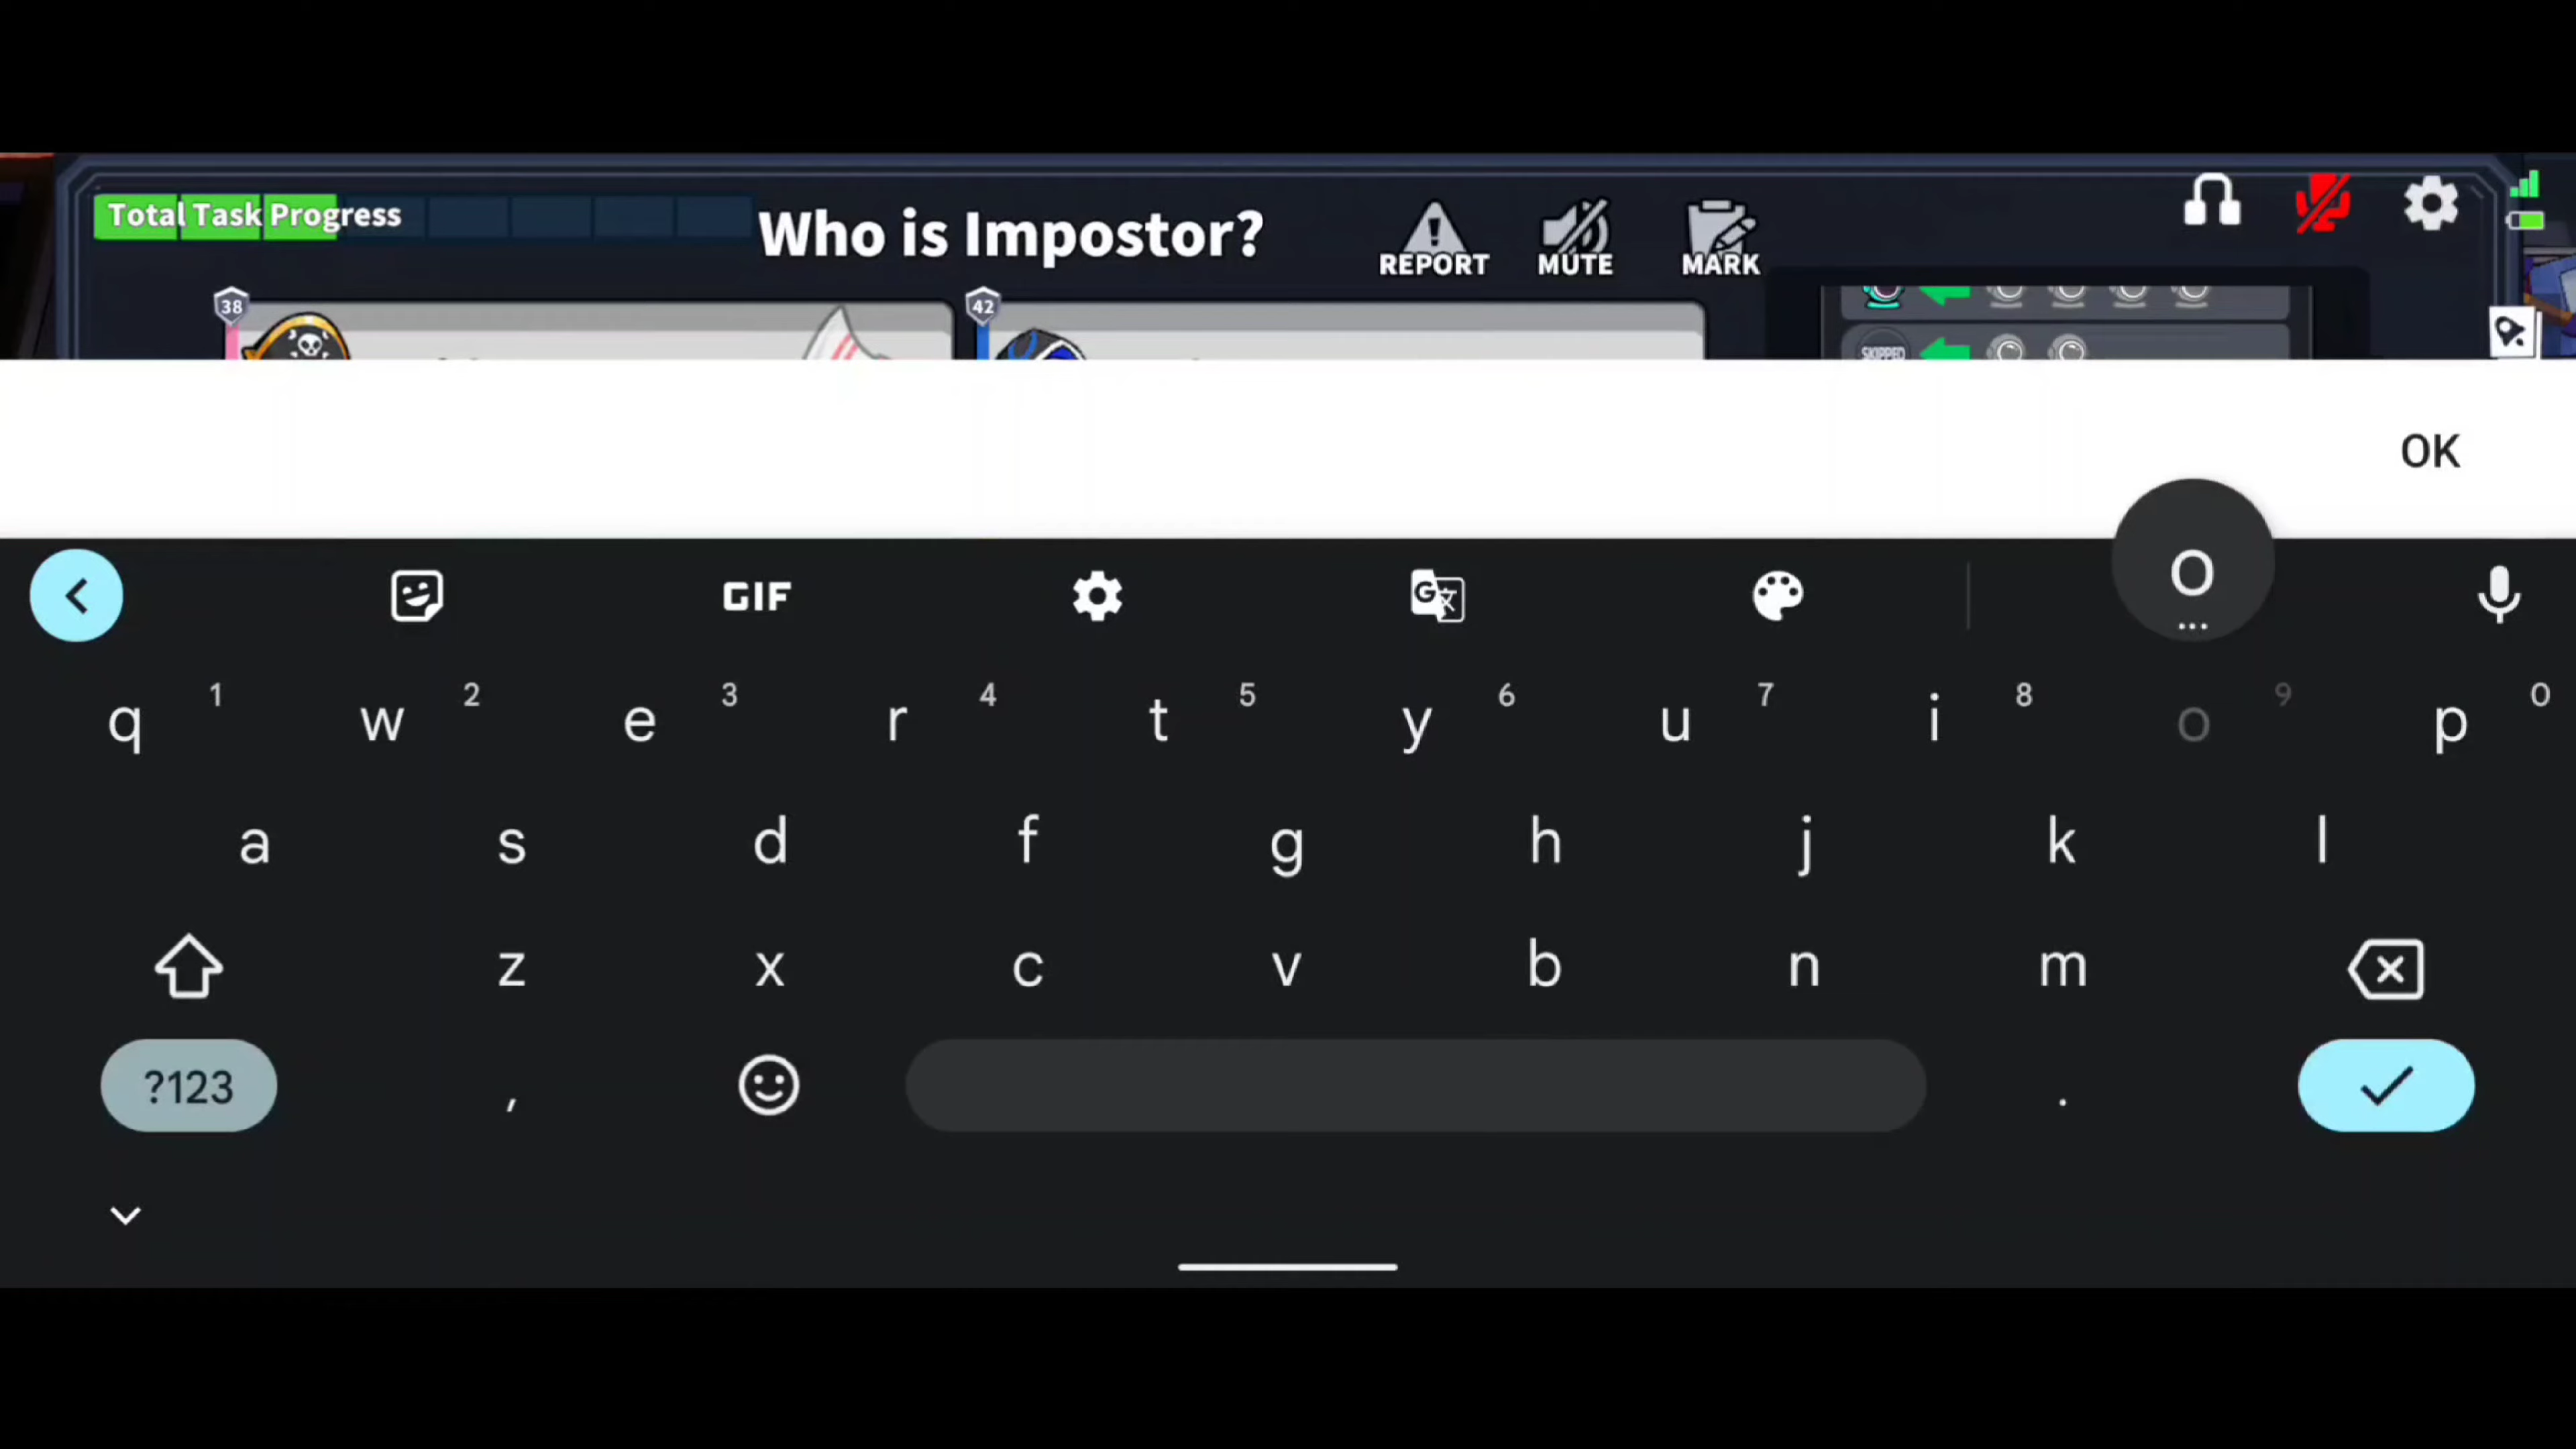 Total Task Progress
Who is Impostor?
REPORT MUTE MARK
38 42
SKIPPED
OK
GIF G o ...
q 1 w 2 e 3 r 4 t 5 y 6 u 7 i 8 o 9 p 0
a s d f g h j k l
z x c v b n m
?123 , .